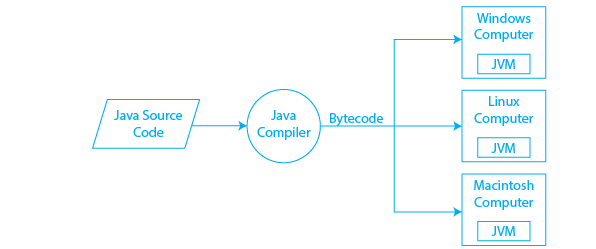 Java Source
Code
Java
Compiler
Bytecode
Windows
Computer
JVM
Linux
Computer
JVM
Macintosh
Computer
JVM